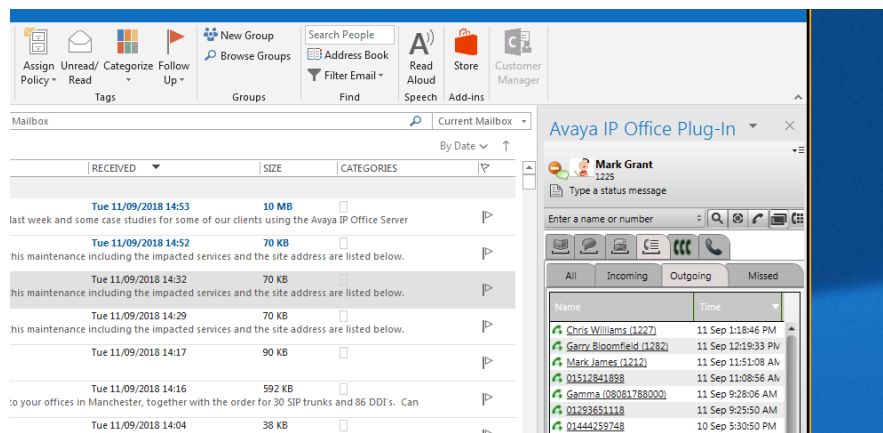 New Group
Search People
Browse Groups
Address Book
Filter Email
Assign Policy
Unread/ Read
Categorize
Follow Up
Read Aloud
Store
Customer Manager
Tags
Groups
Find
Speech
Add-ins
Mailbox
Current Mailbox
By Date
RECEIVED SIZE CATEGORIES
Tue 11/09/2018 14:53 10 MB
last week and some case studies for some of our clients using the Avaya IP Office Server
Tue 11/09/2018 14:52 70 KB
this maintenance including the impacted services and the site address are listed below.
Tue 11/09/2018 14:32 70 KB
this maintenance including the impacted services and the site address are listed below.
Tue 11/09/2018 14:29 70 KB
this maintenance including the impacted services and the site address are listed below.
Tue 11/09/2018 14:17 90 KB
Tue 11/09/2018 14:16 592 KB
to your offices in Manchester, together with the order for 30 SIP trunks and 86 DDI's. Can
Tue 11/09/2018 14:04 38 KB
Avaya IP Office Plug-In
Mark Grant
1225
Type a status message
Enter a name or number
All Incoming Outgoing Missed
Name Time
Chris Williams (1227) 11 Sep 1:18:46 PM
Garry Bloomfield (1282) 11 Sep 12:19:33 PM
Mark James (1212) 11 Sep 11:51:08 AM
01512841898 11 Sep 11:08:56 AM
Gamma (08081788000) 11 Sep 9:28:06 AM
01293651118 11 Sep 9:25:50 AM
01444259748 10 Sep 5:30:50 PM